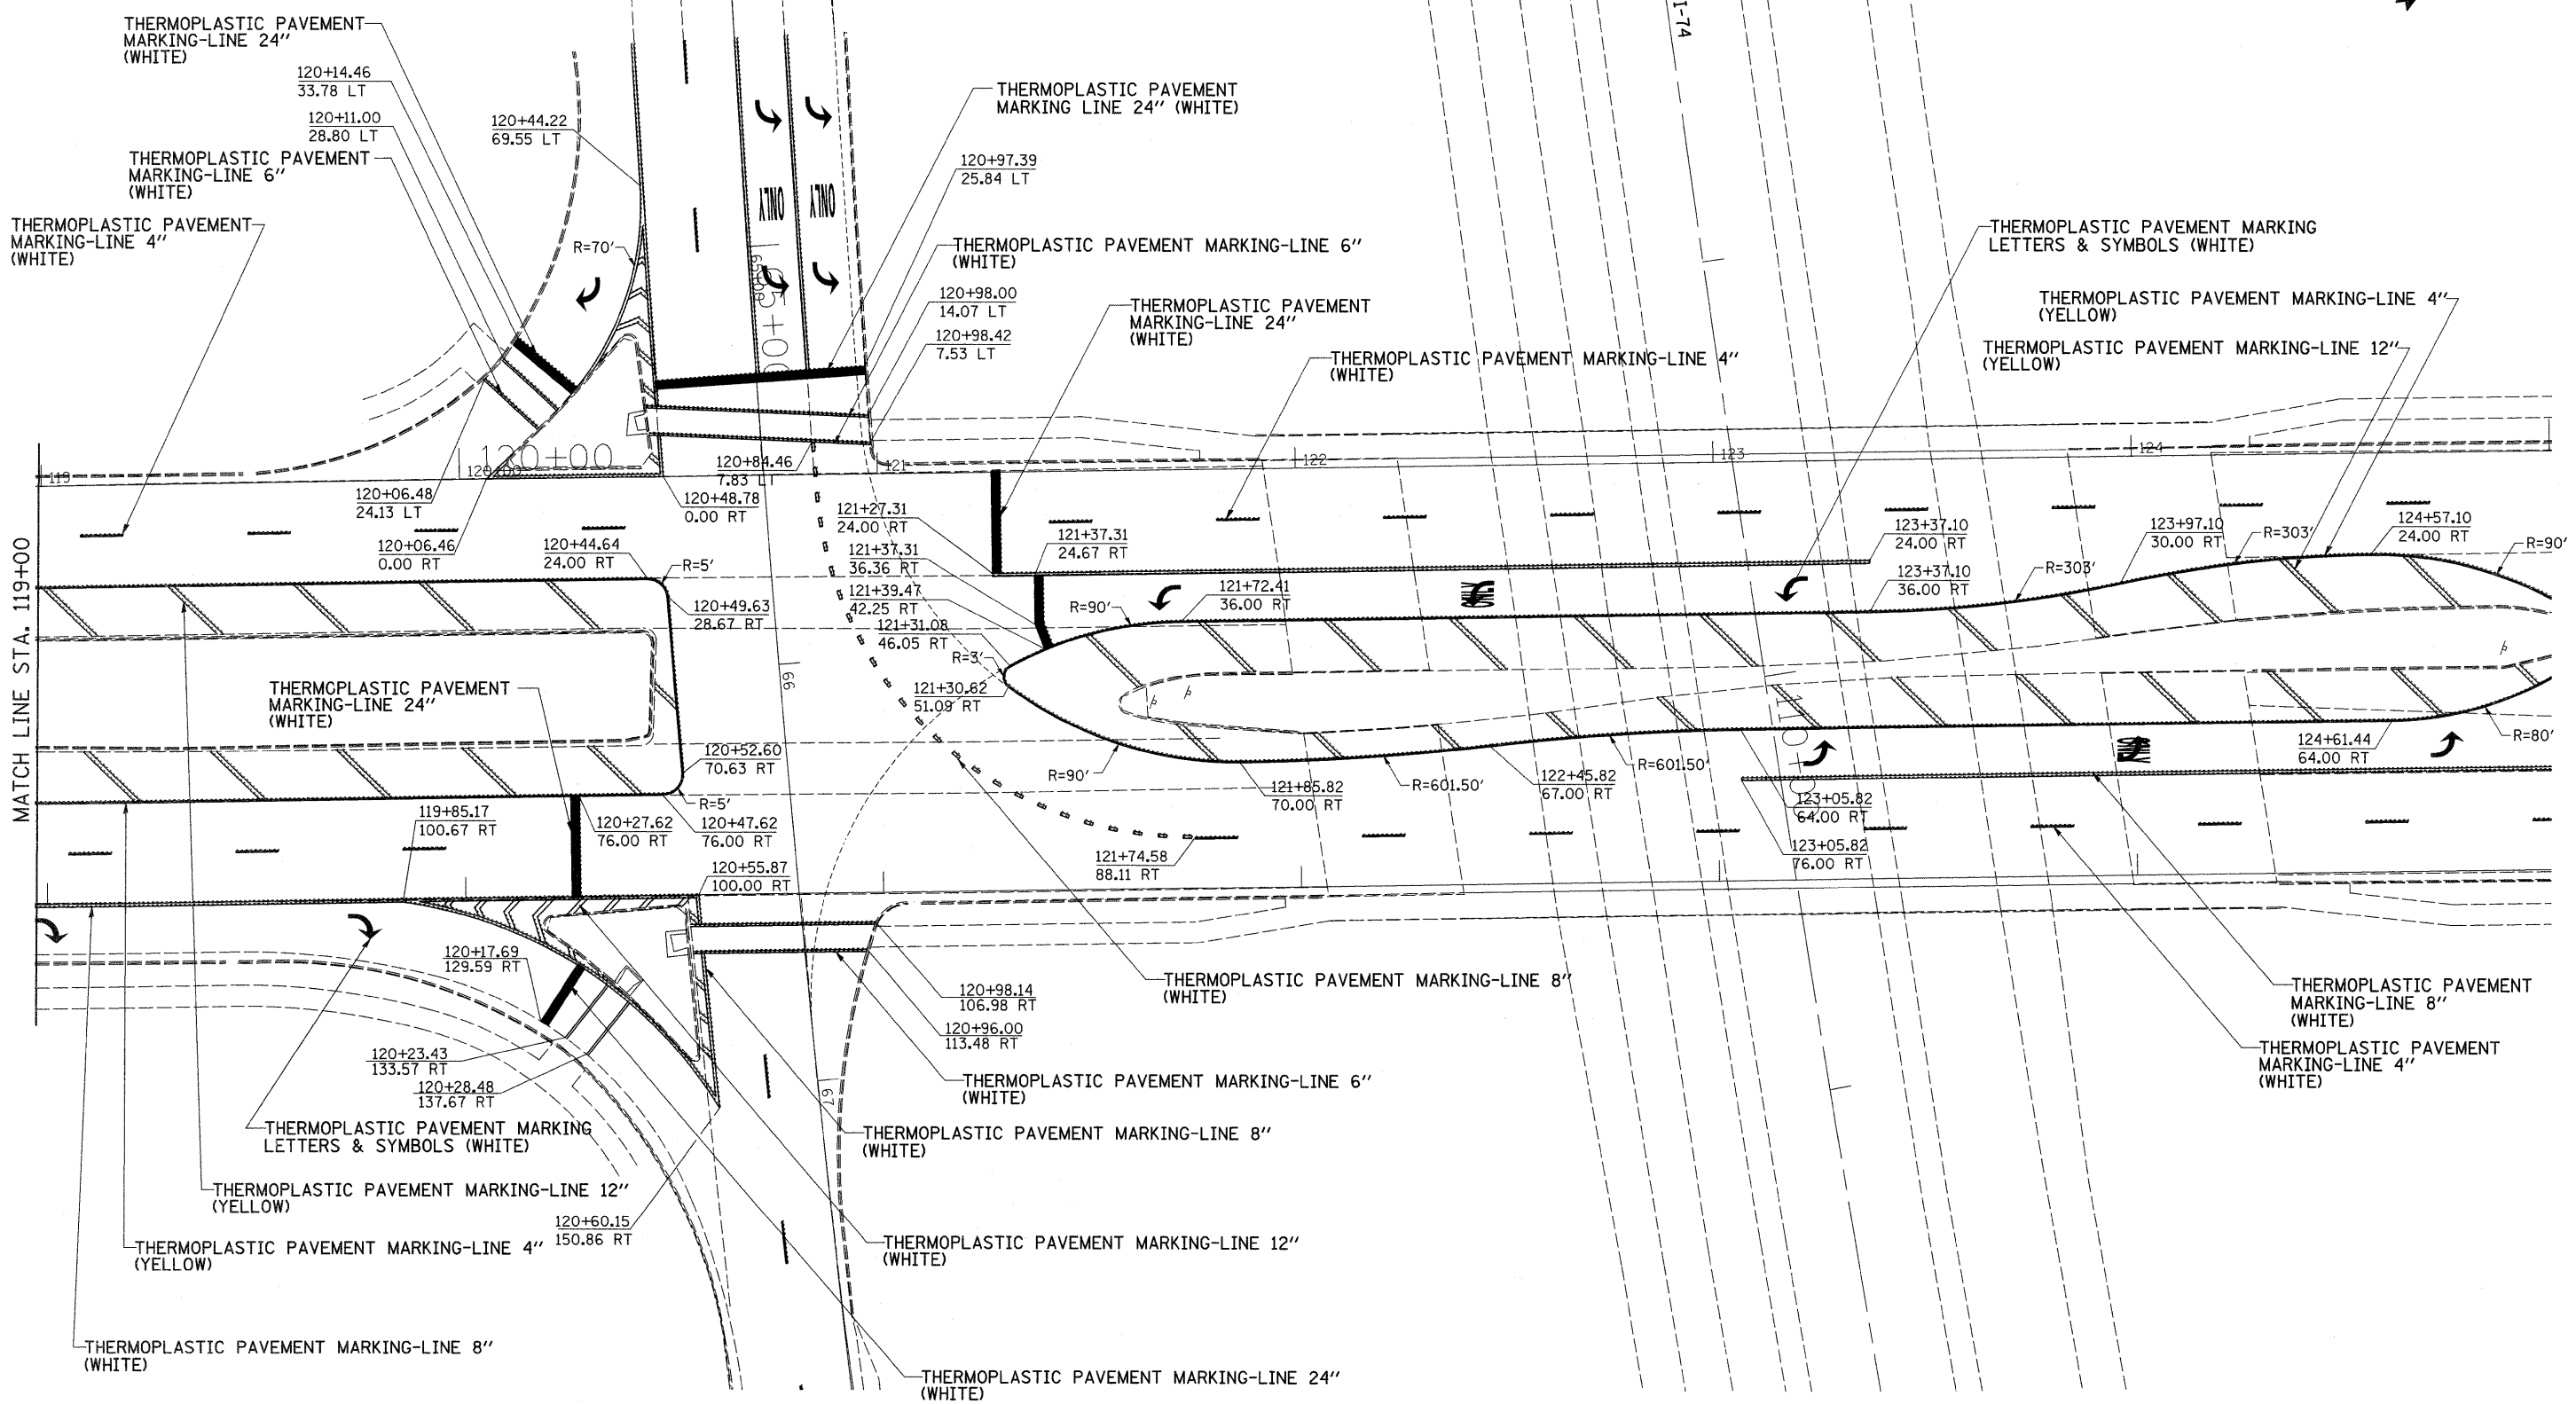 THERMOPLASTIC PAVEMENT
MARKING-LINE 24"
(WHITE)
120+14.46
33.78 LT
120+11.00
28.80 LT
THERMOPLASTIC PAVEMENT
MARKING-LINE 6"
(WHITE)
THERMOPLASTIC PAVEMENT
MARKING-LINE 4"
(WHITE)
120+44.22
69.55 LT
R=70'
ONLY
ONLY
65+00
I-74
THERMOPLASTIC PAVEMENT
MARKING LINE 24" (WHITE)
120+97.39
25.84 LT
THERMOPLASTIC PAVEMENT MARKING-LINE 6"
(WHITE)
120+98.00
14.07 LT
120+98.42
7.53 LT
THERMOPLASTIC PAVEMENT
MARKING-LINE 24"
(WHITE)
THERMOPLASTIC PAVEMENT MARKING-LINE 4"
(WHITE)
THERMOPLASTIC PAVEMENT MARKING
LETTERS & SYMBOLS (WHITE)
THERMOPLASTIC PAVEMENT MARKING-LINE 4"
(YELLOW)
THERMOPLASTIC PAVEMENT MARKING-LINE 12"
(YELLOW)
119
120+00
120+00
121
122
123
124
120+84.46
7.83 LT
120+06.48
24.13 LT
120+48.78
0.00 RT
120+06.46
0.00 RT
120+44.64
24.00 RT
R=5'
120+49.63
28.67 RT
121+27.31
24.00 RT
121+37.31
24.67 RT
121+37.31
36.36 RT
121+39.47
42.25 RT
121+31.08
46.05 RT
R=3'
121+30.62
51.09 RT
R=90'
121+72.41
36.00 RT
123+37.10
24.00 RT
123+37.10
36.00 RT
R=303'
123+97.10
30.00 RT
R=303'
124+57.10
24.00 RT
R=90'
MATCH LINE STA. 119+00
THERMOPLASTIC PAVEMENT
MARKING-LINE 24"
(WHITE)
66
120+52.60
70.63 RT
R=5'
119+85.17
100.67 RT
120+27.62
76.00 RT
120+47.62
76.00 RT
120+55.87
100.00 RT
R=90'
121+85.82
70.00 RT
R=601.50'
122+45.82
67.00 RT
R=601.50'
110+00
123+05.82
64.00 RT
123+05.82
76.00 RT
124+61.44
64.00 RT
R=80'
121+74.58
88.11 RT
120+17.69
129.59 RT
120+23.43
133.57 RT
120+28.48
137.67 RT
120+98.14
106.98 RT
120+96.00
113.48 RT
THERMOPLASTIC PAVEMENT MARKING-LINE 8"
(WHITE)
THERMOPLASTIC PAVEMENT
MARKING-LINE 8"
(WHITE)
THERMOPLASTIC PAVEMENT
MARKING-LINE 4"
(WHITE)
67
THERMOPLASTIC PAVEMENT MARKING-LINE 6"
(WHITE)
THERMOPLASTIC PAVEMENT MARKING
LETTERS & SYMBOLS (WHITE)
THERMOPLASTIC PAVEMENT MARKING-LINE 8"
(WHITE)
THERMOPLASTIC PAVEMENT MARKING-LINE 12"
(YELLOW)
120+60.15
150.86 RT
THERMOPLASTIC PAVEMENT MARKING-LINE 4"
(YELLOW)
THERMOPLASTIC PAVEMENT MARKING-LINE 12"
(WHITE)
THERMOPLASTIC PAVEMENT MARKING-LINE 8"
(WHITE)
THERMOPLASTIC PAVEMENT MARKING-LINE 24"
(WHITE)